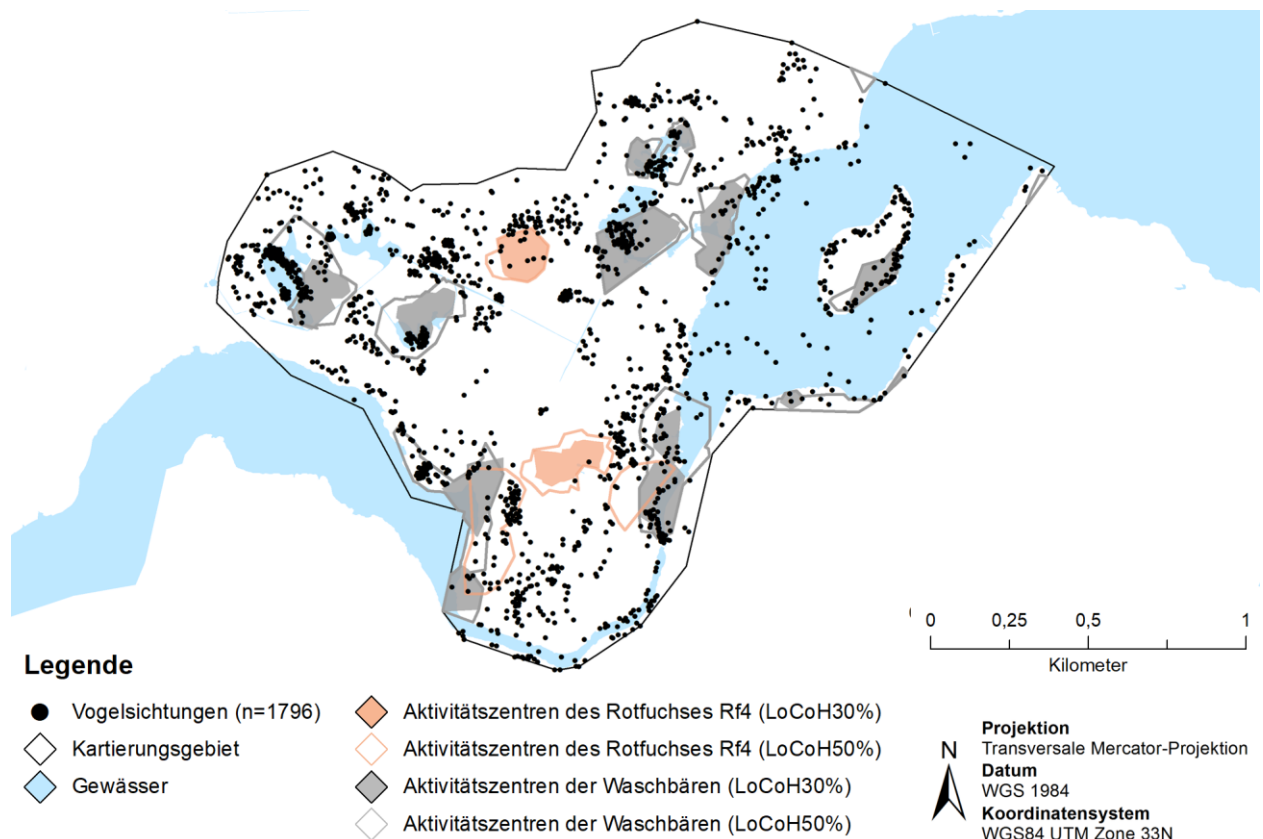 0 0,25 0,5 1
Kilometer
Legende
Vogelsichtungen (n=1796)
Kartierungsgebiet
Gewässer
Aktivitätszentren des Rotfuchses Rf4 (LoCoH30%)
Aktivitätszentren des Rotfuchses Rf4 (LoCoH50%)
Aktivitätszentren der Waschbären (LoCoH30%)
Aktivitätszentren der Waschbären (LoCoH50%)
N
Projektion
Transversale Mercator-Projektion
Datum
WGS 1984
Koordinatensystem
WGS84 UTM Zone 33N